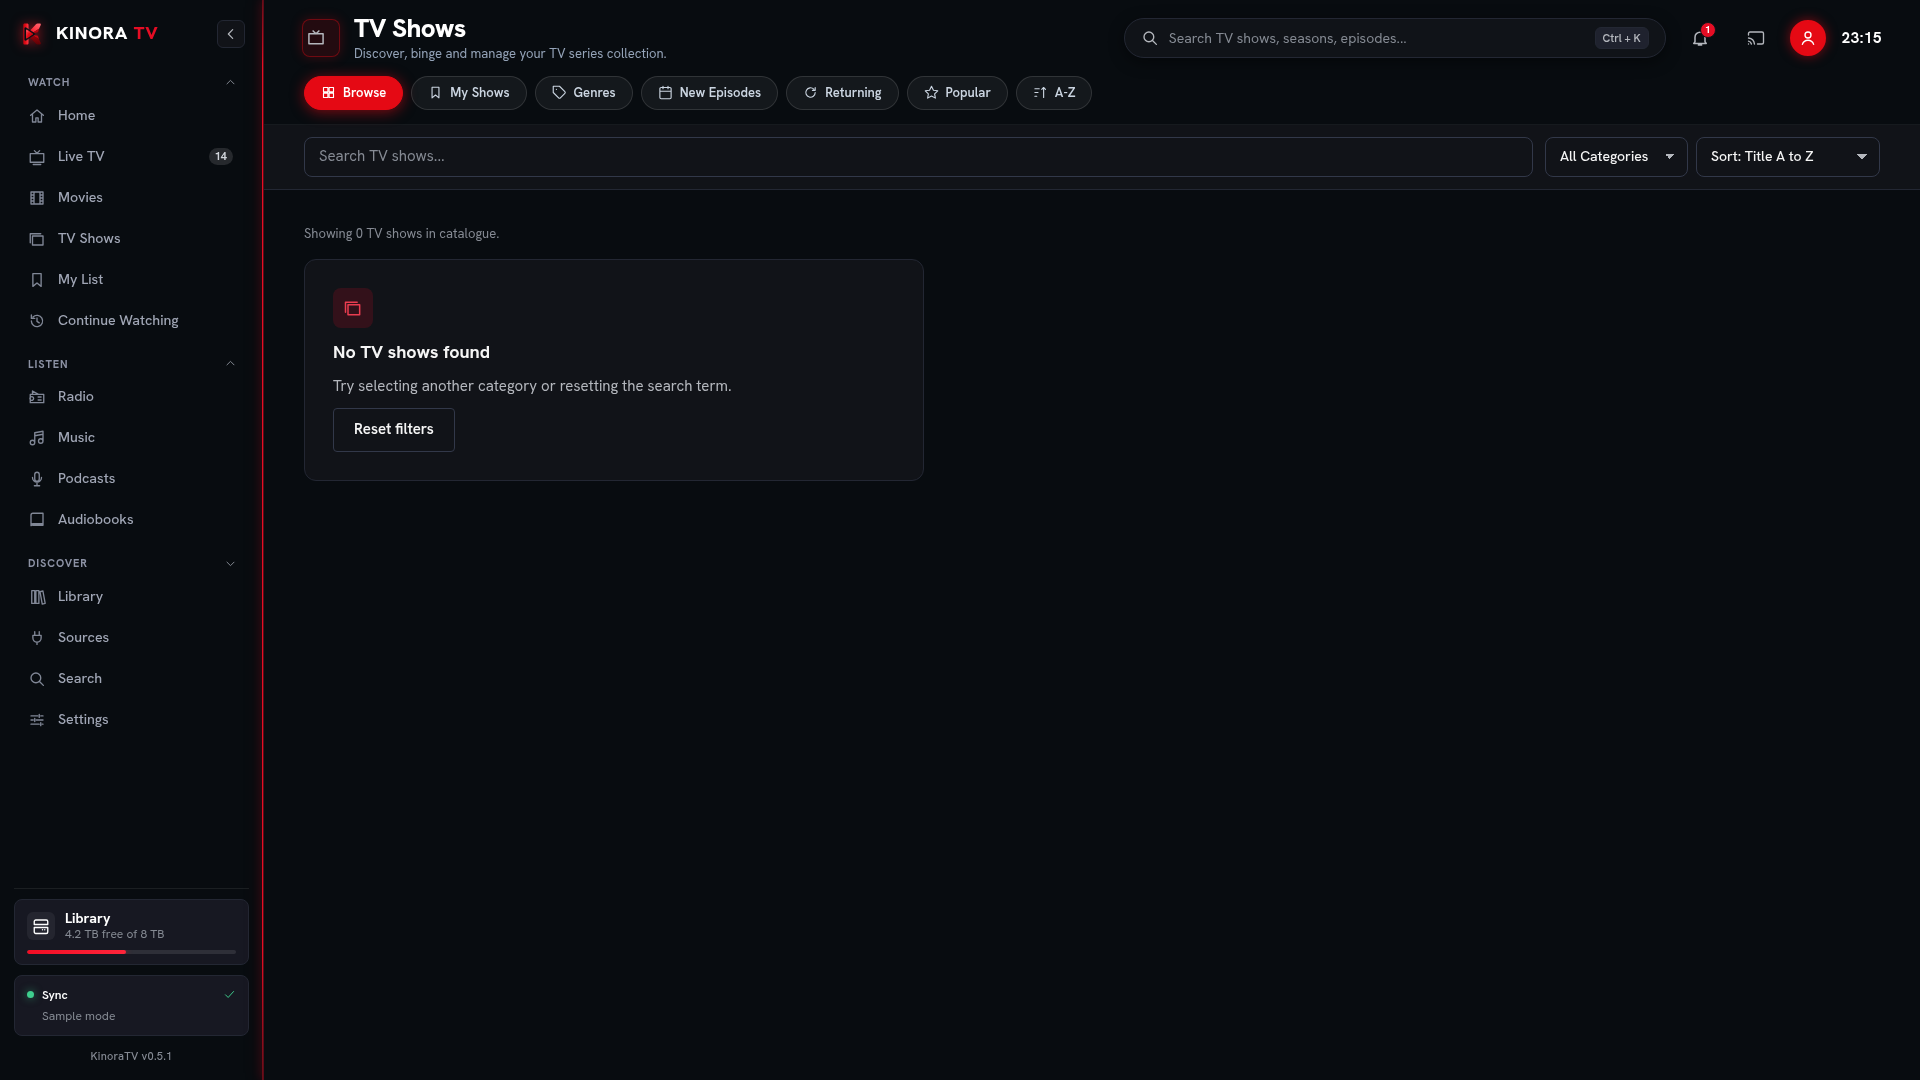 KINORA TV
WATCH
Home
Live TV
14
Movies
TV Shows
My List
Continue Watching
LISTEN
Radio
Music
Podcasts
Audiobooks
DISCOVER
Library
Sources
Search
Settings
Library
4.2 TB free of 8 TB
Sync
Sample mode
KinoraTV v0.5.1
TV Shows
Discover, binge and manage your TV series collection.
Search TV shows, seasons, episodes...
Ctrl + K
1
23:15
Browse
My Shows
Genres
New Episodes
Returning
Popular
A-Z
Search TV shows...
All Categories
Sort: Title A to Z
Showing 0 TV shows in catalogue.
No TV shows found
Try selecting another category or resetting the search term.
Reset filters